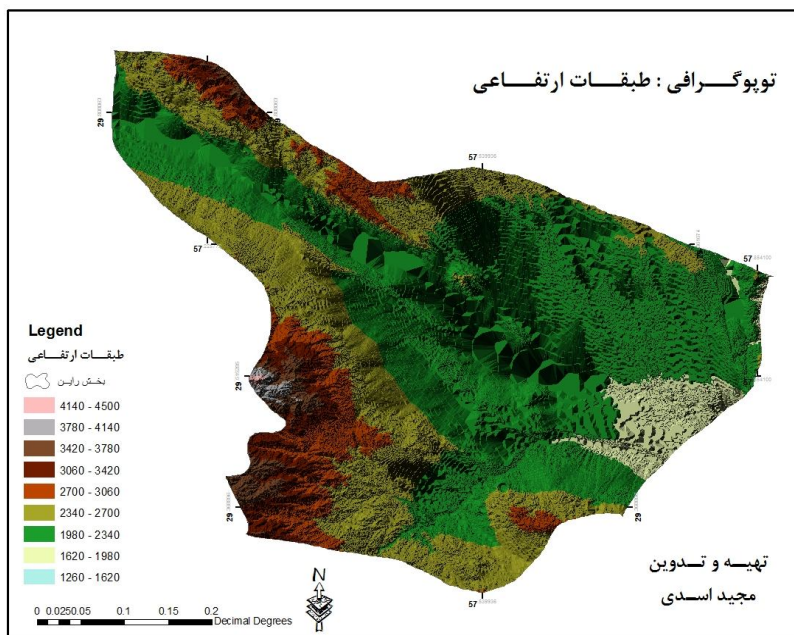 توپوگرافی : طبقات ارتفاعی
29
57
57
57
29
29
29
57
Legend
طبقات ارتفاعی
بخش راین
4140 - 4500
3780 - 4140
3420 - 3780
3060 - 3420
2700 - 3060
2340 - 2700
1980 - 2340
1620 - 1980
1260 - 1620
N
0 0.0250.05 0.1 0.15 0.2
Decimal Degrees
تهیه و تدوین
مجید اسدی